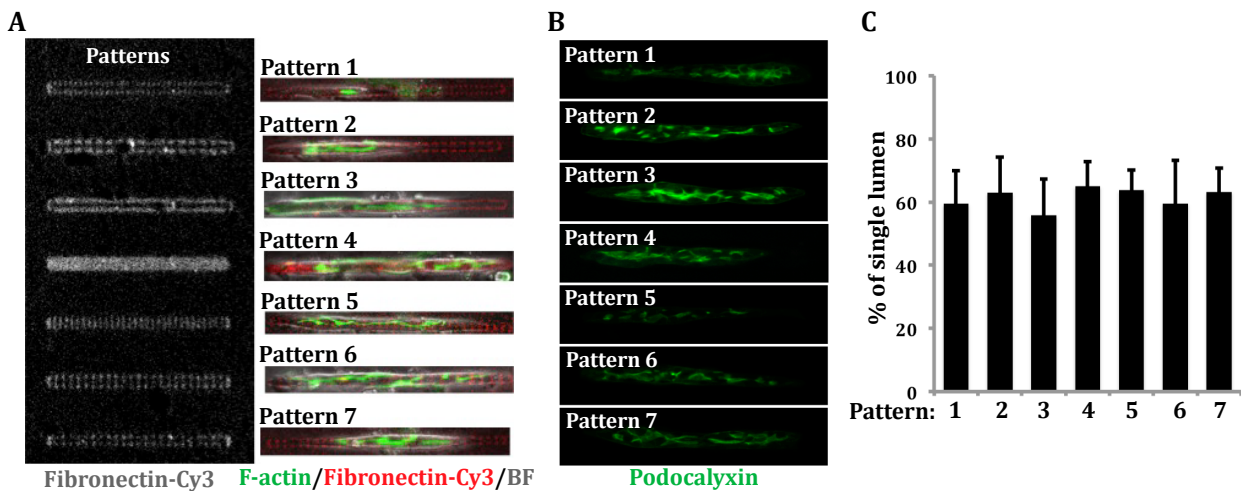 A
Patterns
Pattern 1
Pattern 2
Pattern 3
Pattern 4
Pattern 5
Pattern 6
Pattern 7
Fibronectin-Cy3
F-actin/Fibronectin-Cy3/BF
B
Pattern 1
Pattern 2
Pattern 3
Pattern 4
Pattern 5
Pattern 6
Pattern 7
Podocalyxin
C
% of single lumen
100
80
60
40
20
0
Pattern: 1 2 3 4 5 6 7